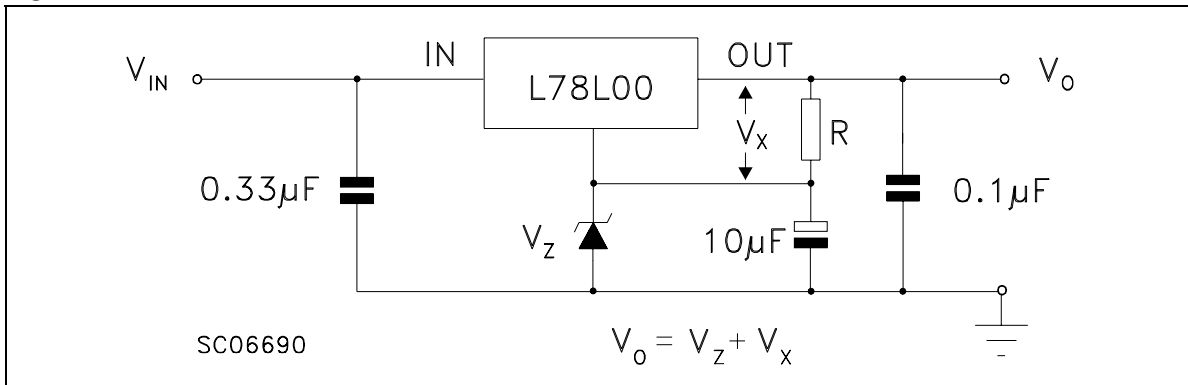 IN
OUT
V_IN
L78L00
V_O
V_X
R
0.33µF
0.1µF
V_Z
10µF
SC06690
V_O = V_Z + V_X